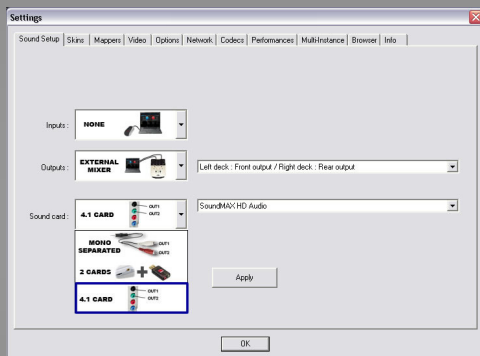 Settings
Sound Setup Skins Mappers Video Options Network Codecs Performances Multi-Instance Browser Info
Inputs : NONE
Outputs : EXTERNAL MIXER Left deck : Front output / Right deck : Rear output
Sound card : 4.1 CARD OUT1 OUT2 SoundMAX HD Audio
MONO SEPARATED OUT1 OUT2
2 CARDS
Apply
4.1 CARD OUT1 OUT2
OK